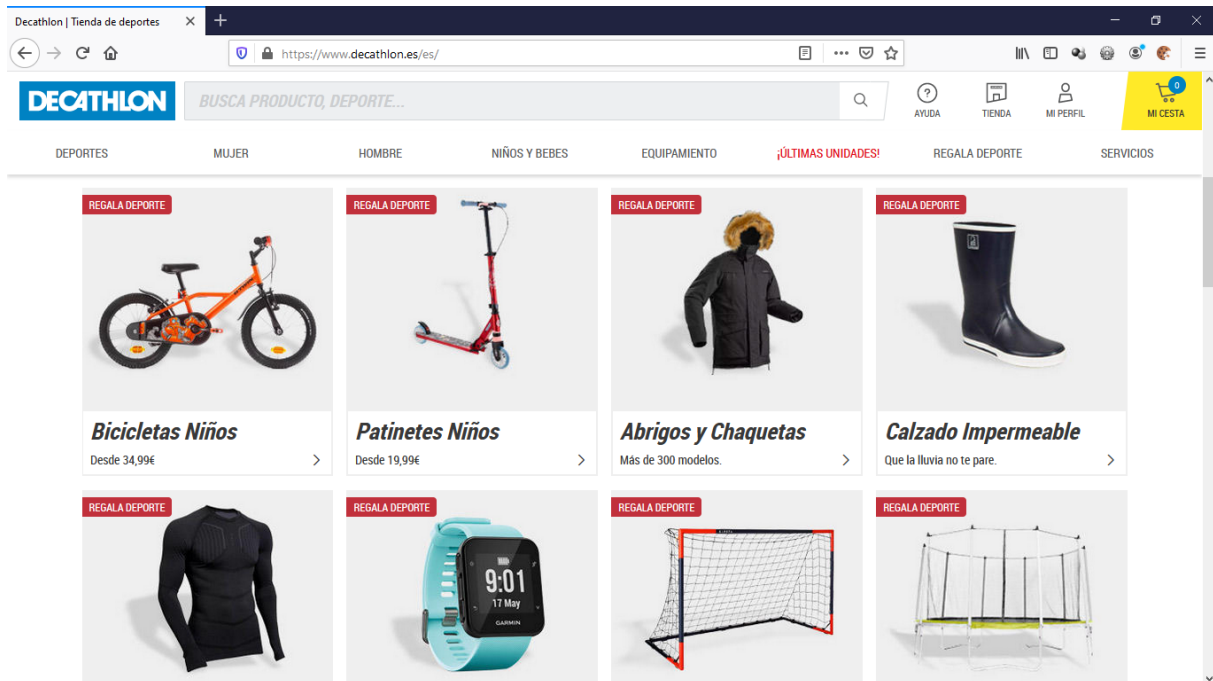 Decathlon | Tienda de deportes
https://www.decathlon.es/es/
DECATHLON
BUSCA PRODUCTO, DEPORTE...
AYUDA
TIENDA
MI PERFIL
0
MI CESTA
DEPORTES
MUJER
HOMBRE
NIÑOS Y BEBES
EQUIPAMIENTO
¡ÚLTIMAS UNIDADES!
REGALA DEPORTE
SERVICIOS
REGALA DEPORTE
REGALA DEPORTE
REGALA DEPORTE
REGALA DEPORTE
Bicicletas Niños
Desde 34,99€
Patinetes Niños
Desde 19,99€
Abrigos y Chaquetas
Más de 300 modelos.
Calzado Impermeable
Que la lluvia no te pare.
REGALA DEPORTE
REGALA DEPORTE
REGALA DEPORTE
REGALA DEPORTE
9:01
17 May
GARMIN